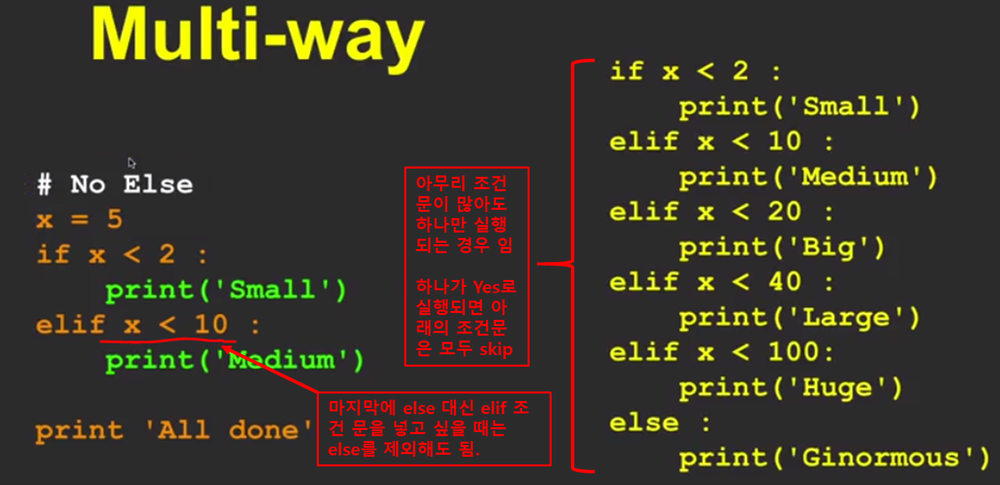 Multi-way
# No Else
x = 5
if x < 2 :
print('Small')
elif x < 10 :
print('Medium')
print 'All done'
마지막에 else 대신 elif 조
건 문을 넣고 싶을 때는
else를 제외해도 됨.
아무리 조건
문이 많아도
하나만 실행
되는 경우 임
하나가 Yes로
실행되면 아
래의 조건문
은 모두 skip
if x < 2 :
print('Small')
elif x < 10 :
print('Medium')
elif x < 20 :
print('Big')
elif x < 40 :
print('Large')
elif x < 100:
print('Huge')
else :
print('Ginormous')